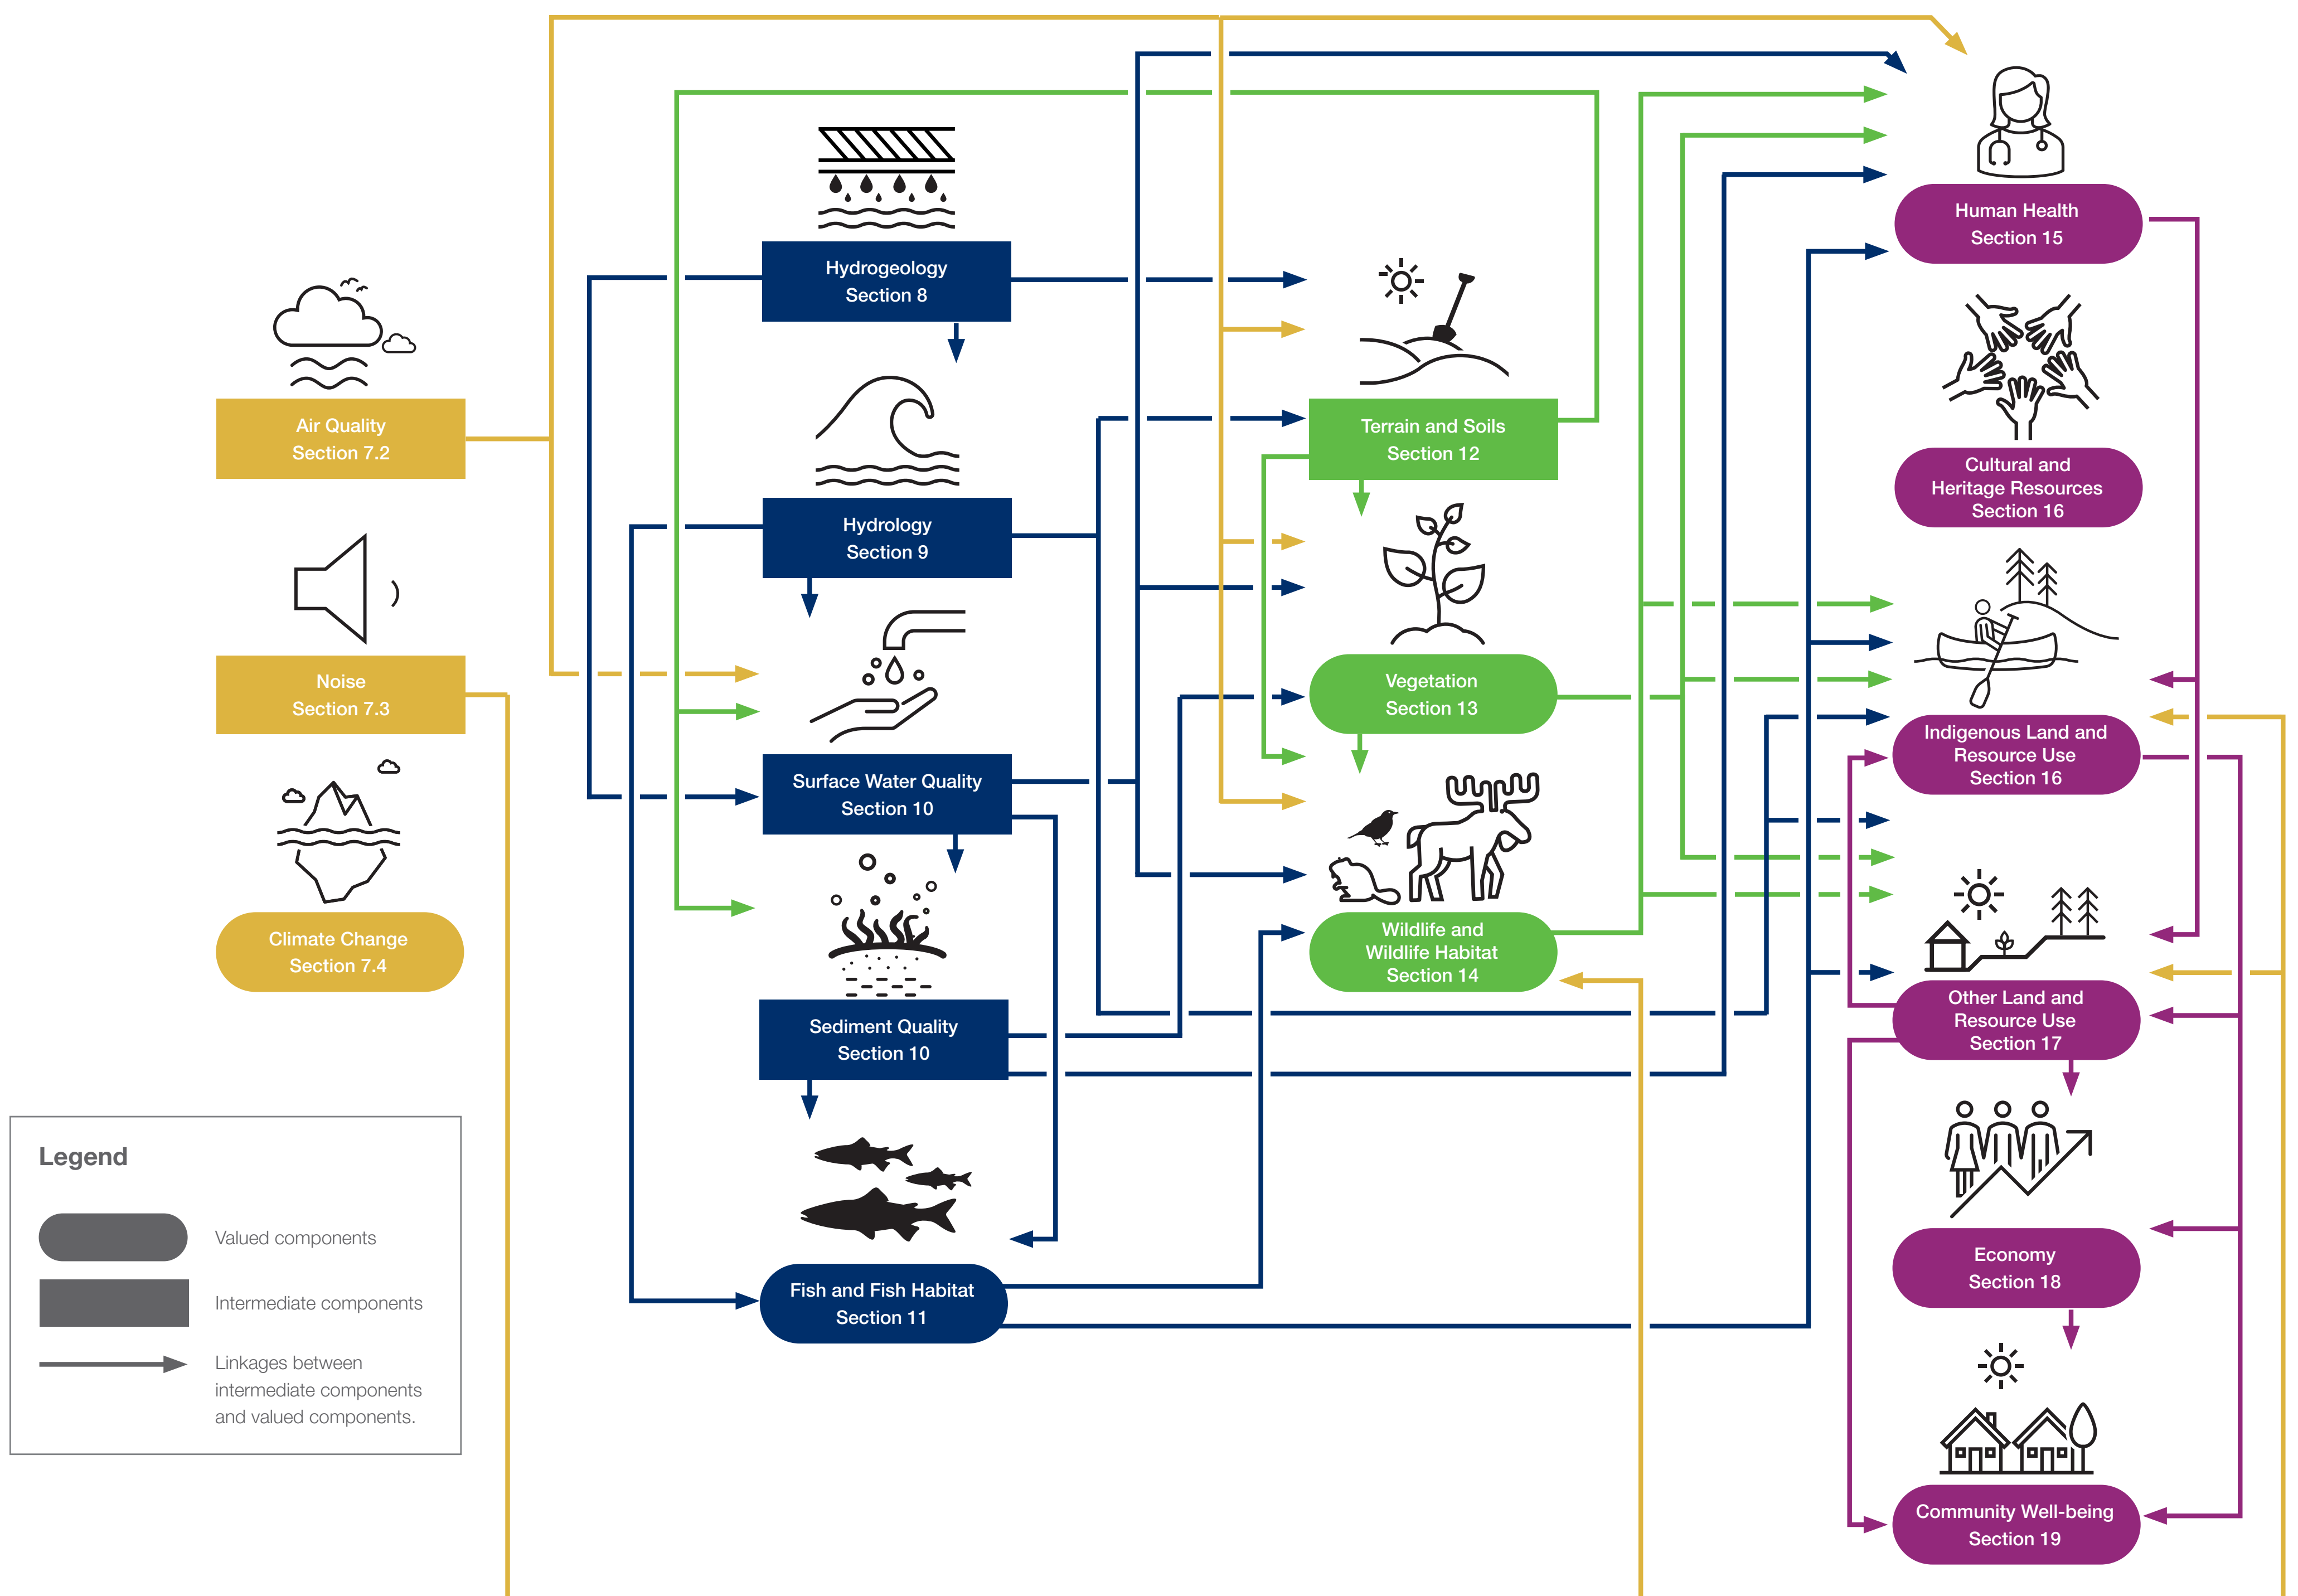 Air Quality
Section 7.2
Noise
Section 7.3
Climate Change
Section 7.4
Legend
Valued components
Intermediate components
Linkages between
intermediate components
and valued components.
Hydrogeology
Section 8
Hydrology
Section 9
Surface Water Quality
Section 10
Sediment Quality
Section 10
Fish and Fish Habitat
Section 11
Terrain and Soils
Section 12
Vegetation
Section 13
Wildlife and
Wildlife Habitat
Section 14
Human Health
Section 15
Cultural and
Heritage Resources
Section 16
Indigenous Land and
Resource Use
Section 16
Other Land and
Resource Use
Section 17
Economy
Section 18
Community Well-being
Section 19